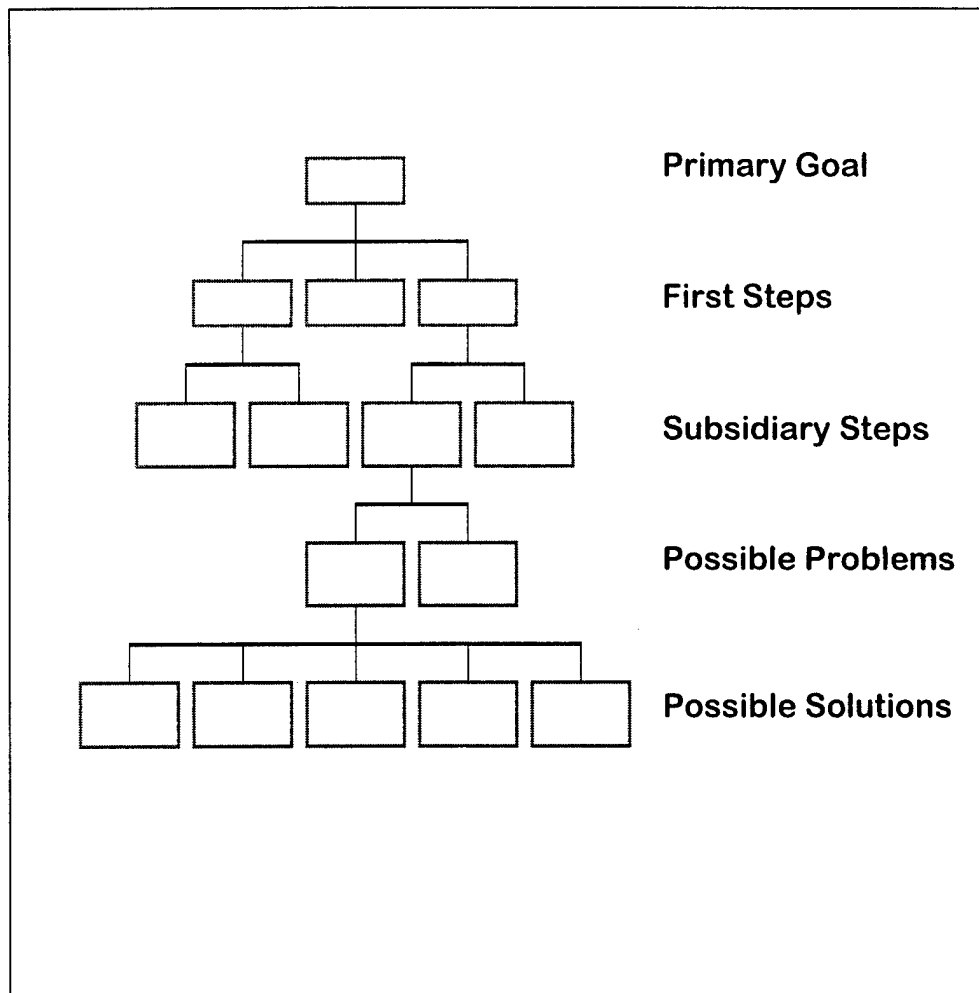 Primary Goal
First Steps
Subsidiary Steps
Possible Problems
Possible Solutions